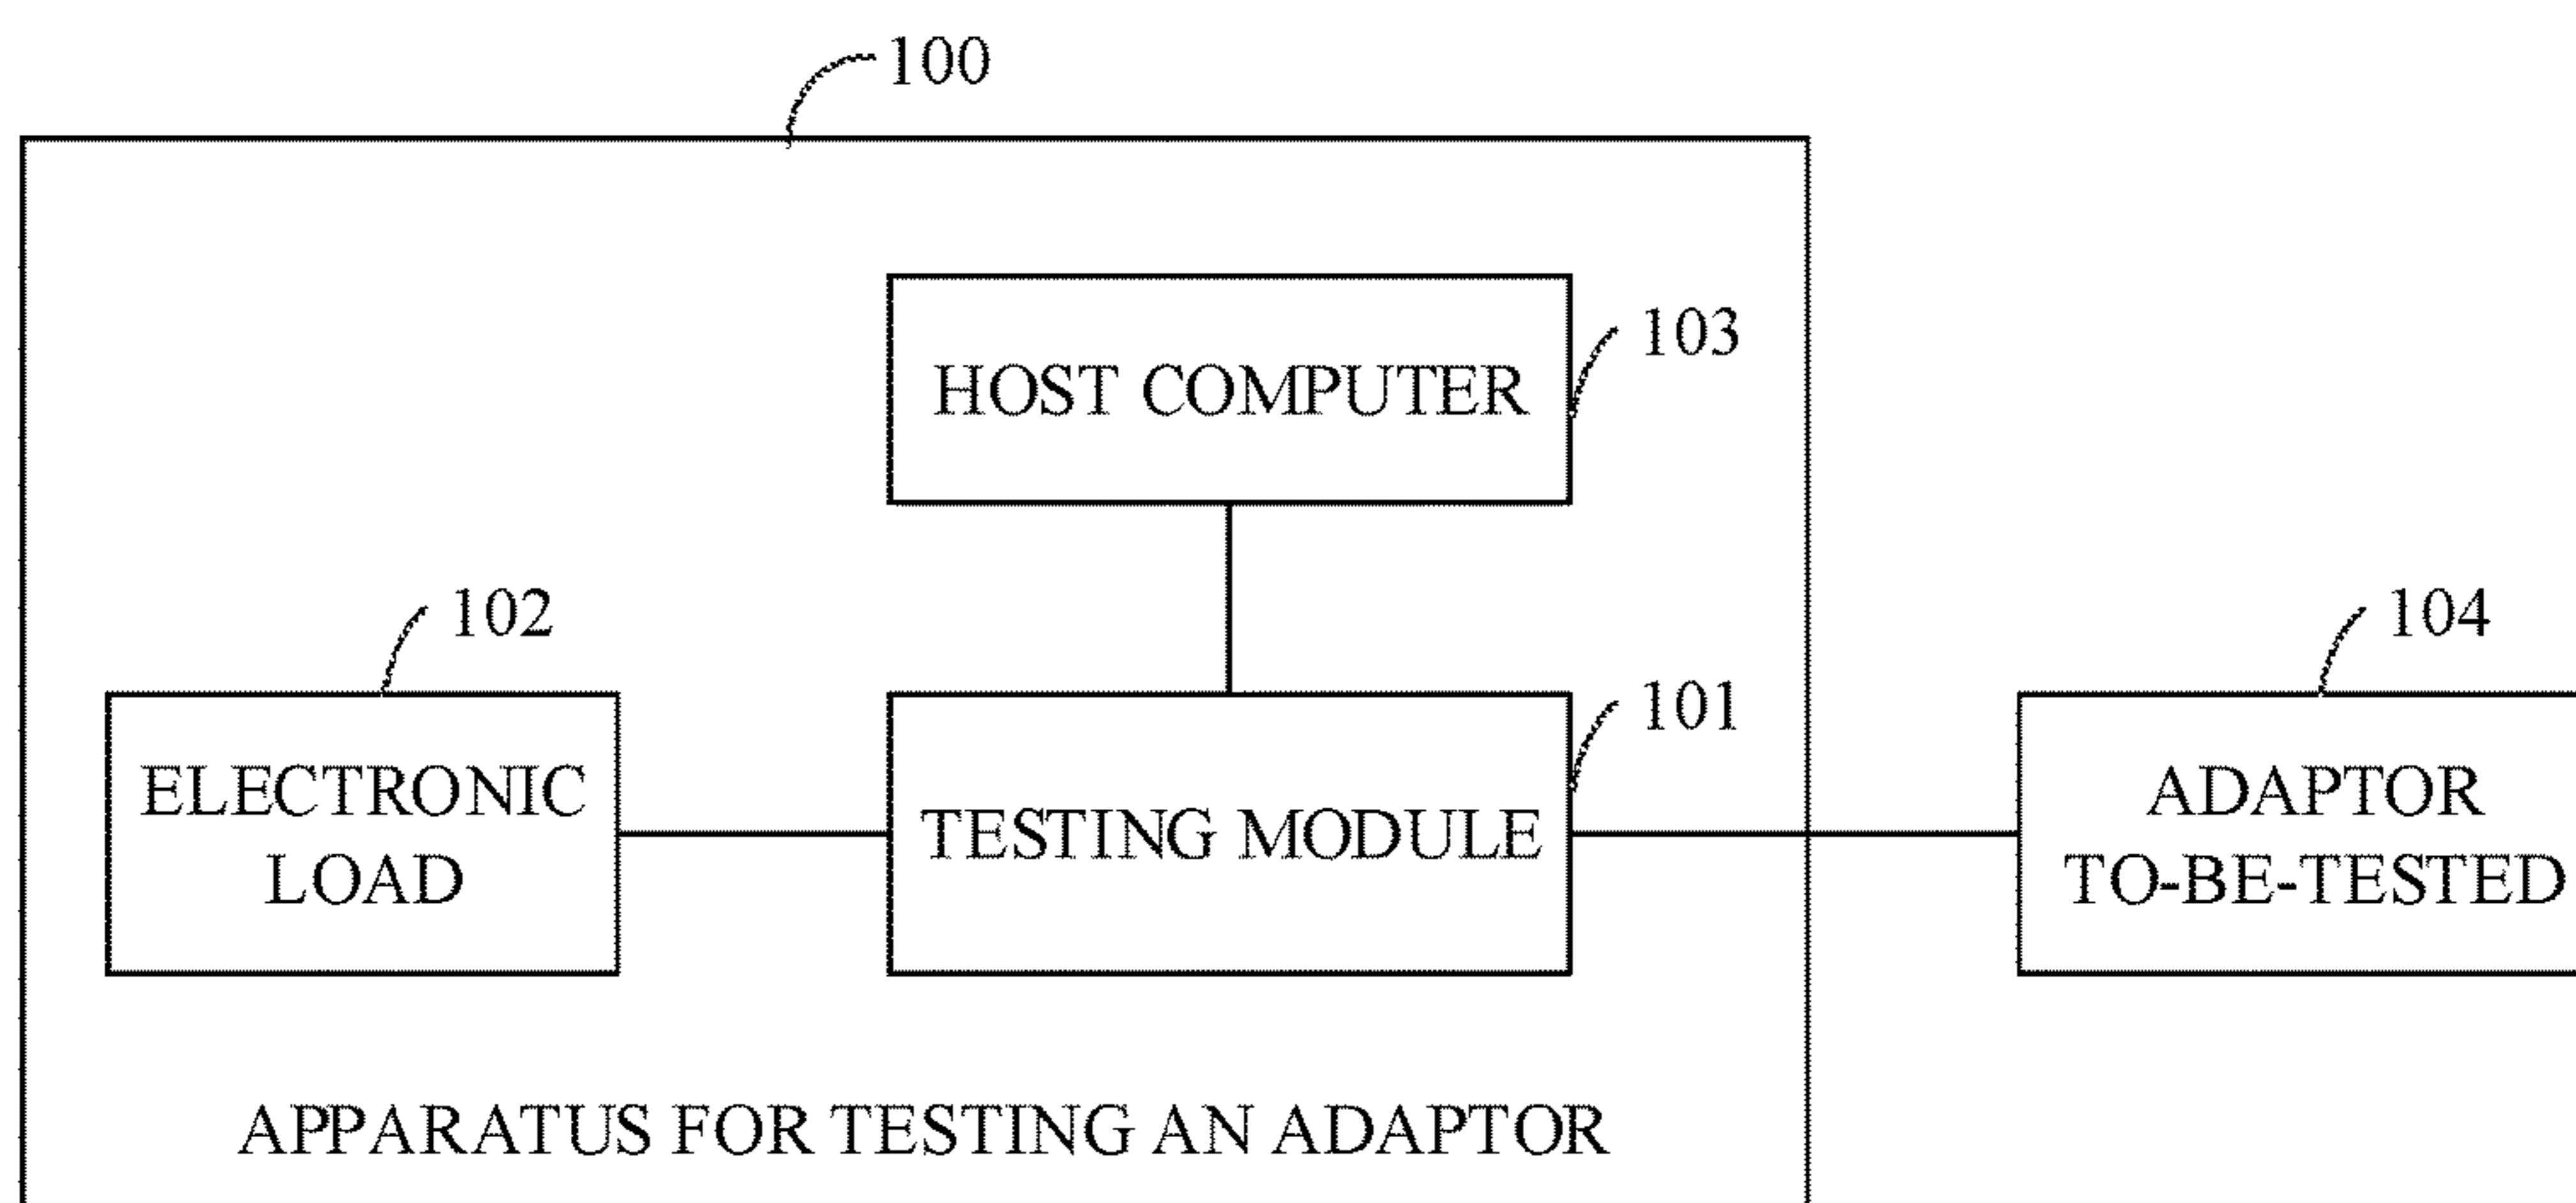 100
HOST COMPUTER
103
102
ELECTRONIC
LOAD
TESTING MODULE
101
104
ADAPTOR
TO-BE-TESTED
APPARATUS FOR TESTING AN ADAPTOR